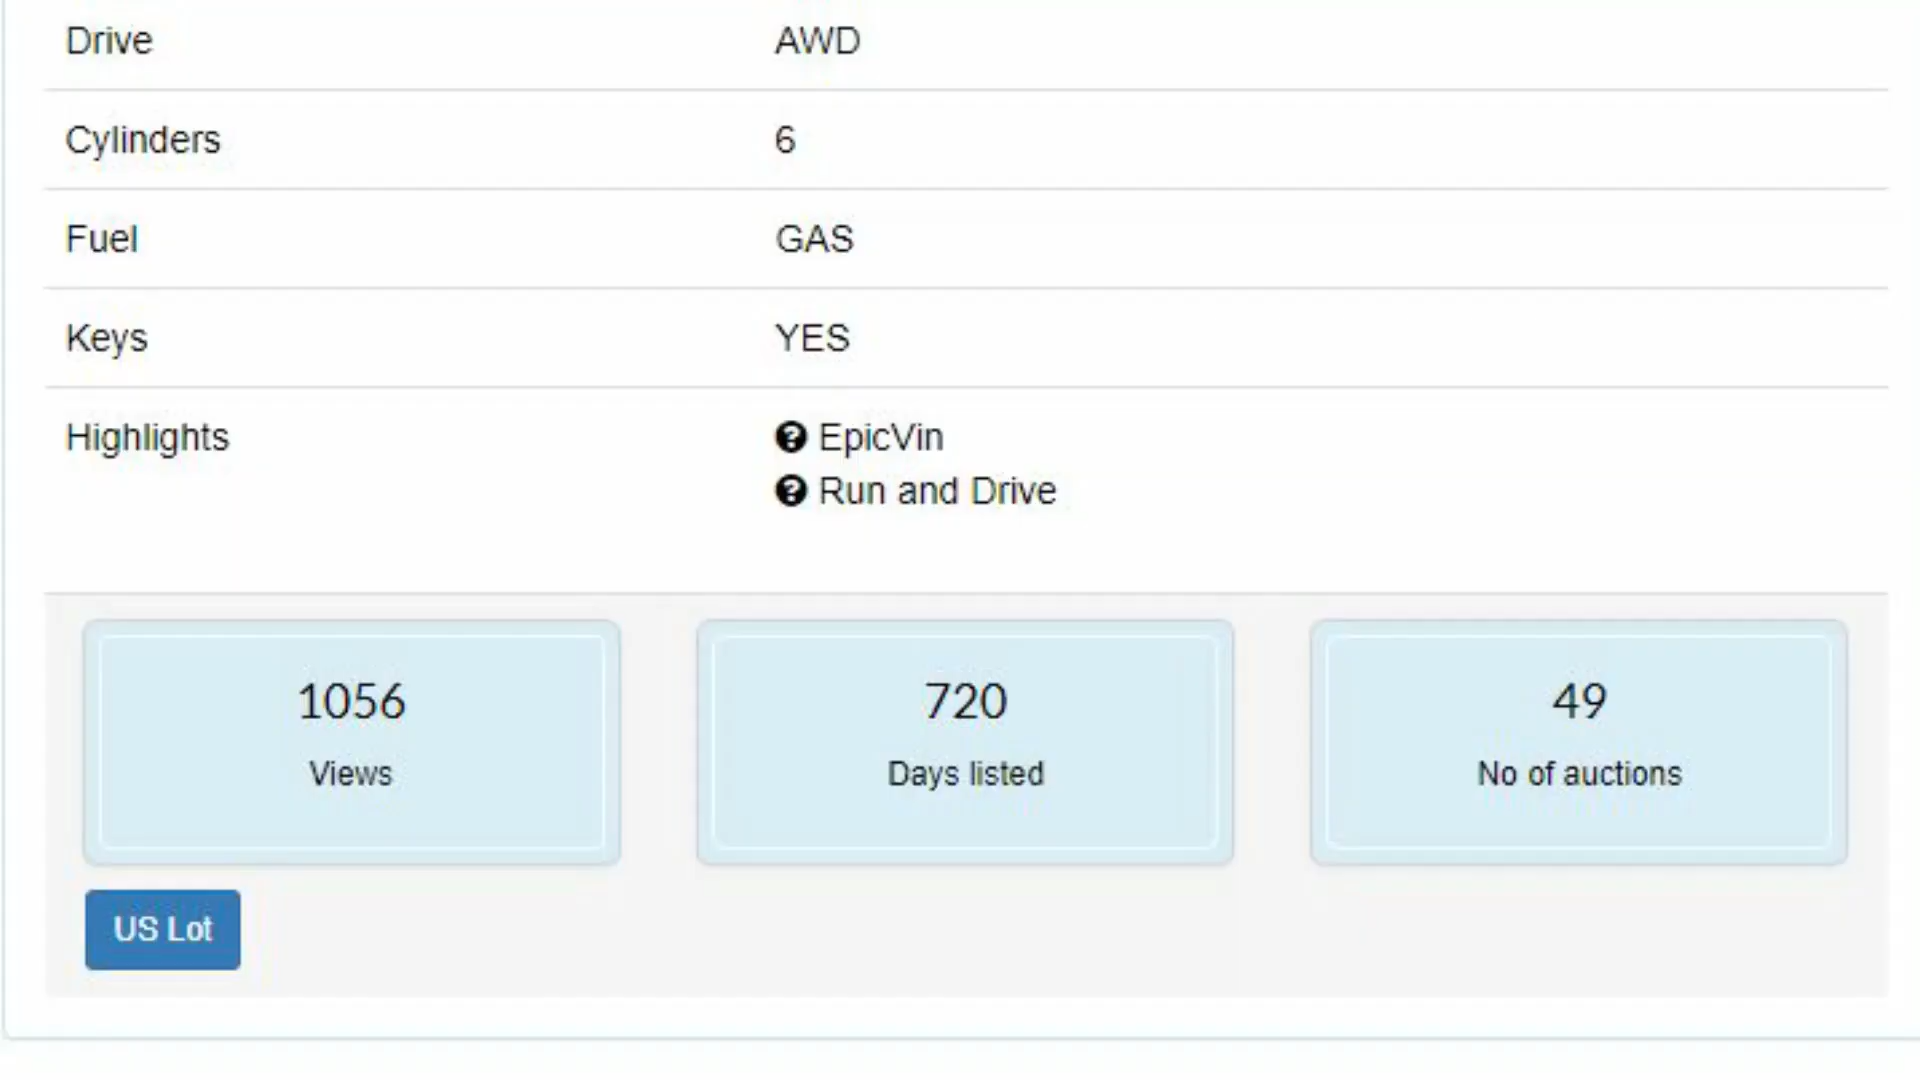 Drive AWD
Cylinders 6
Fuel GAS
Keys YES
Highlights EpicVin
Run and Drive
1056 720 49
Views Days listed No of auctions
US Lot